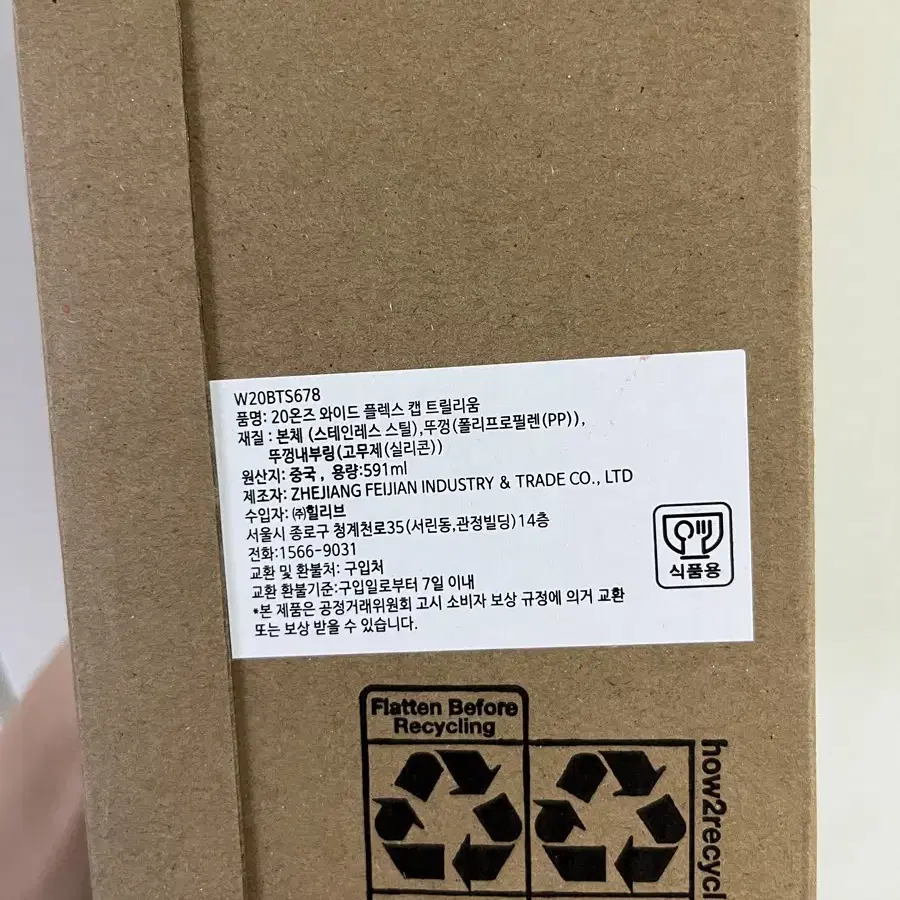 W20BTS678
품명: 20온즈 와이드 플렉스 캡 트릴리움
재질 : 본체 (스테인레스 스틸),뚜껑(폴리프로필렌(PP)),
뚜껑내부링(고무제(실리콘))
원산지: 중국 , 용량:591ml
제조자: ZHEJIANG FEIJIAN INDUSTRY & TRADE CO., LTD
수입자: ㈜힐리브
서울시 종로구 청계천로35(서린동,관정빌딩)14층
전화:1566-9031
교환 및 환불처: 구입처
교환 환불기준:구입일로부터 7일 이내
*본 제품은 공정거래위원회 고시 소비자 보상 규정에 의거 교환
또는 보상 받을 수 있습니다.
식품용
Flatten Before
Recycling
how2recycl